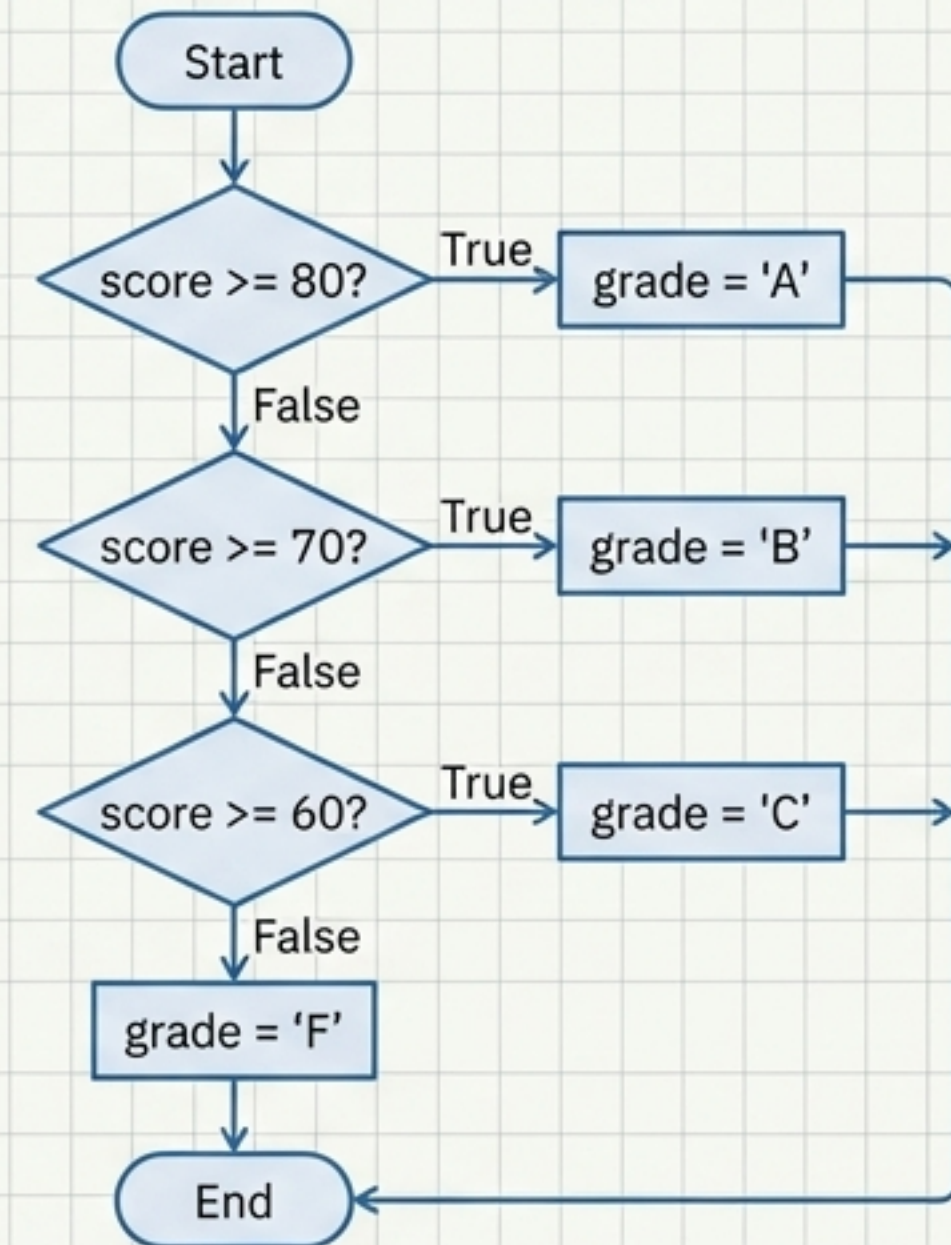 Start
score >= 80?
True
grade = ‘A’
False
score >= 70?
True
grade = ‘B’
False
score >= 60?
True
grade = ‘C’
False
grade = ‘F’
End